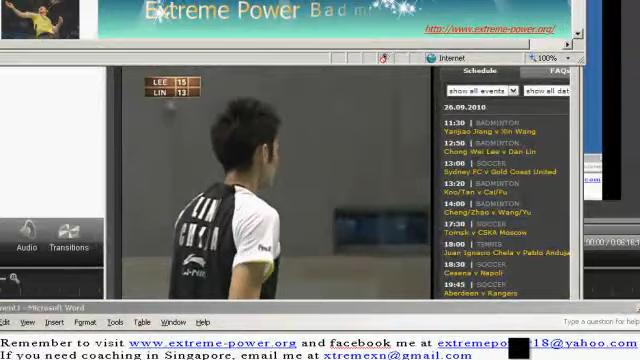 Extreme Power Badm
http://www.extreme-power.org/
Internet
100%
LEE 15
LIN 13
LIN
CHINA
LI-NING
Schedule
FAQs
show all events
show all dat
26.09.2010
11:30 | BADMINTON
Yanjiao Jiang v Xin Wang
12:50 | BADMINTON
Chong Wei Lee v Dan Lin
13:00 | SOCCER
Sydney FC v Gold Coast United
13:20 | BADMINTON
Koo/Tan v Cai/Fu
14:00 | BADMINTON
Cheng/Zhao v Wang/Yu
17:30 | SOCCER
Tomsk v CSKA Moscow
18:00 | TENNIS
Juan Ignacio Chela v Pablo Anduja
18:30 | SOCCER
Cesena v Napoli
19:45 | SOCCER
Aberdeen v Rangers
Audio
Transitions
ment1 - Microsoft Word
Edit View Insert Format Tools Table Window Help
Type a question for help
Remember to visit www.extreme-power.org and facebook me at extremepo 18@yahoo.com
If you need coaching in Singapore, email me at xtremexn@gmail.com